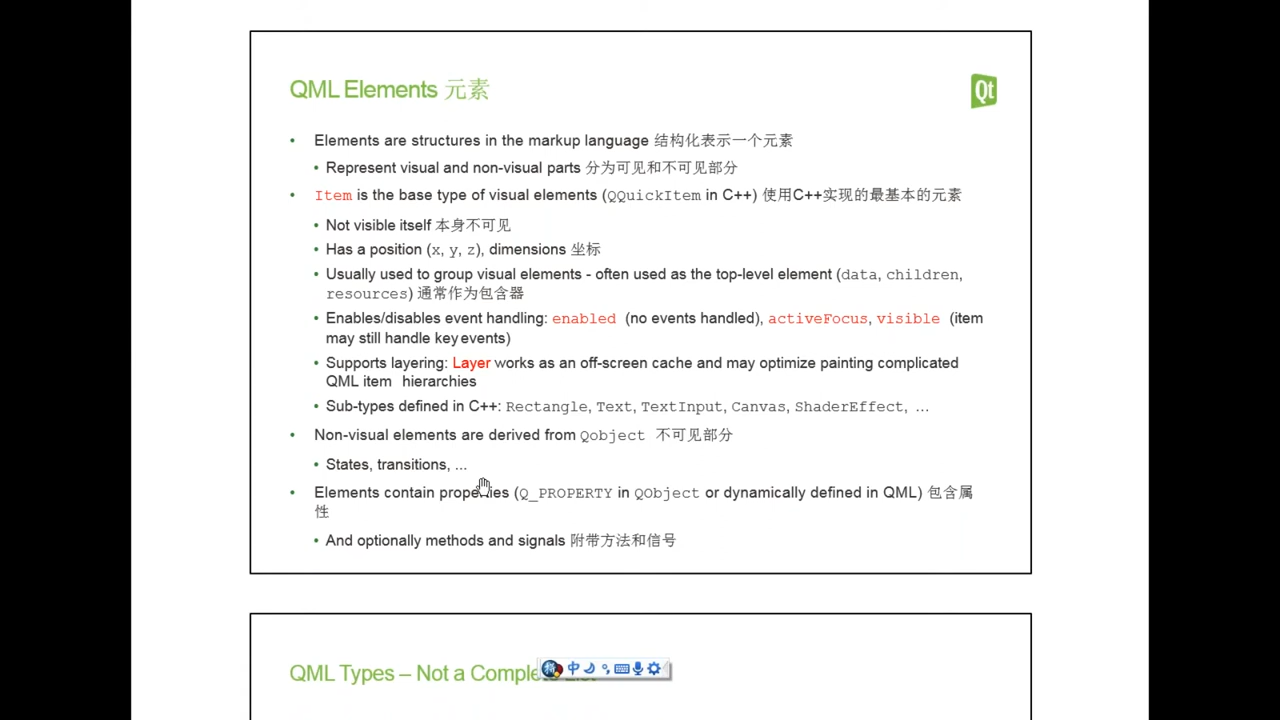 QML Elements 元素
Qt
• Elements are structures in the markup language 结构化表示一个元素
• Represent visual and non-visual parts 分为可见和不可见部分
• Item is the base type of visual elements (QQuickItem in C++) 使用C++实现的最基本的元素
• Not visible itself 本身不可见
• Has a position (x, y, z), dimensions 坐标
• Usually used to group visual elements - often used as the top-level element (data, children,
resources) 通常作为包含器
• Enables/disables event handling: enabled (no events handled), activeFocus, visible (item
may still handle key events)
• Supports layering: Layer works as an off-screen cache and may optimize painting complicated
QML item hierarchies
• Sub-types defined in C++: Rectangle, Text, TextInput, Canvas, ShaderEffect, ...
• Non-visual elements are derived from Qobject 不可见部分
• States, transitions, ...
• Elements contain properties (Q_PROPERTY in QObject or dynamically defined in QML) 包含属
性
• And optionally methods and signals 附带方法和信号
QML Types – Not a Complete List
中